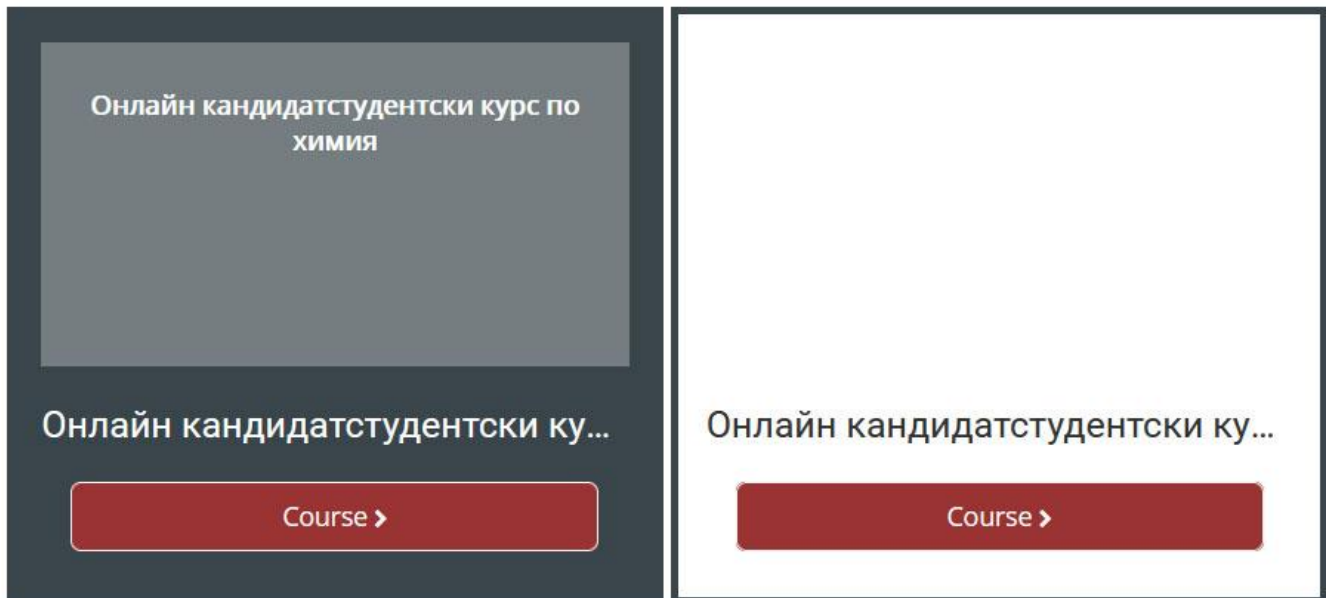 Онлайн кандидатстудентски курс по
химия
Онлайн кандидатстудентски ку...
Course
Онлайн кандидатстудентски ку...
Course